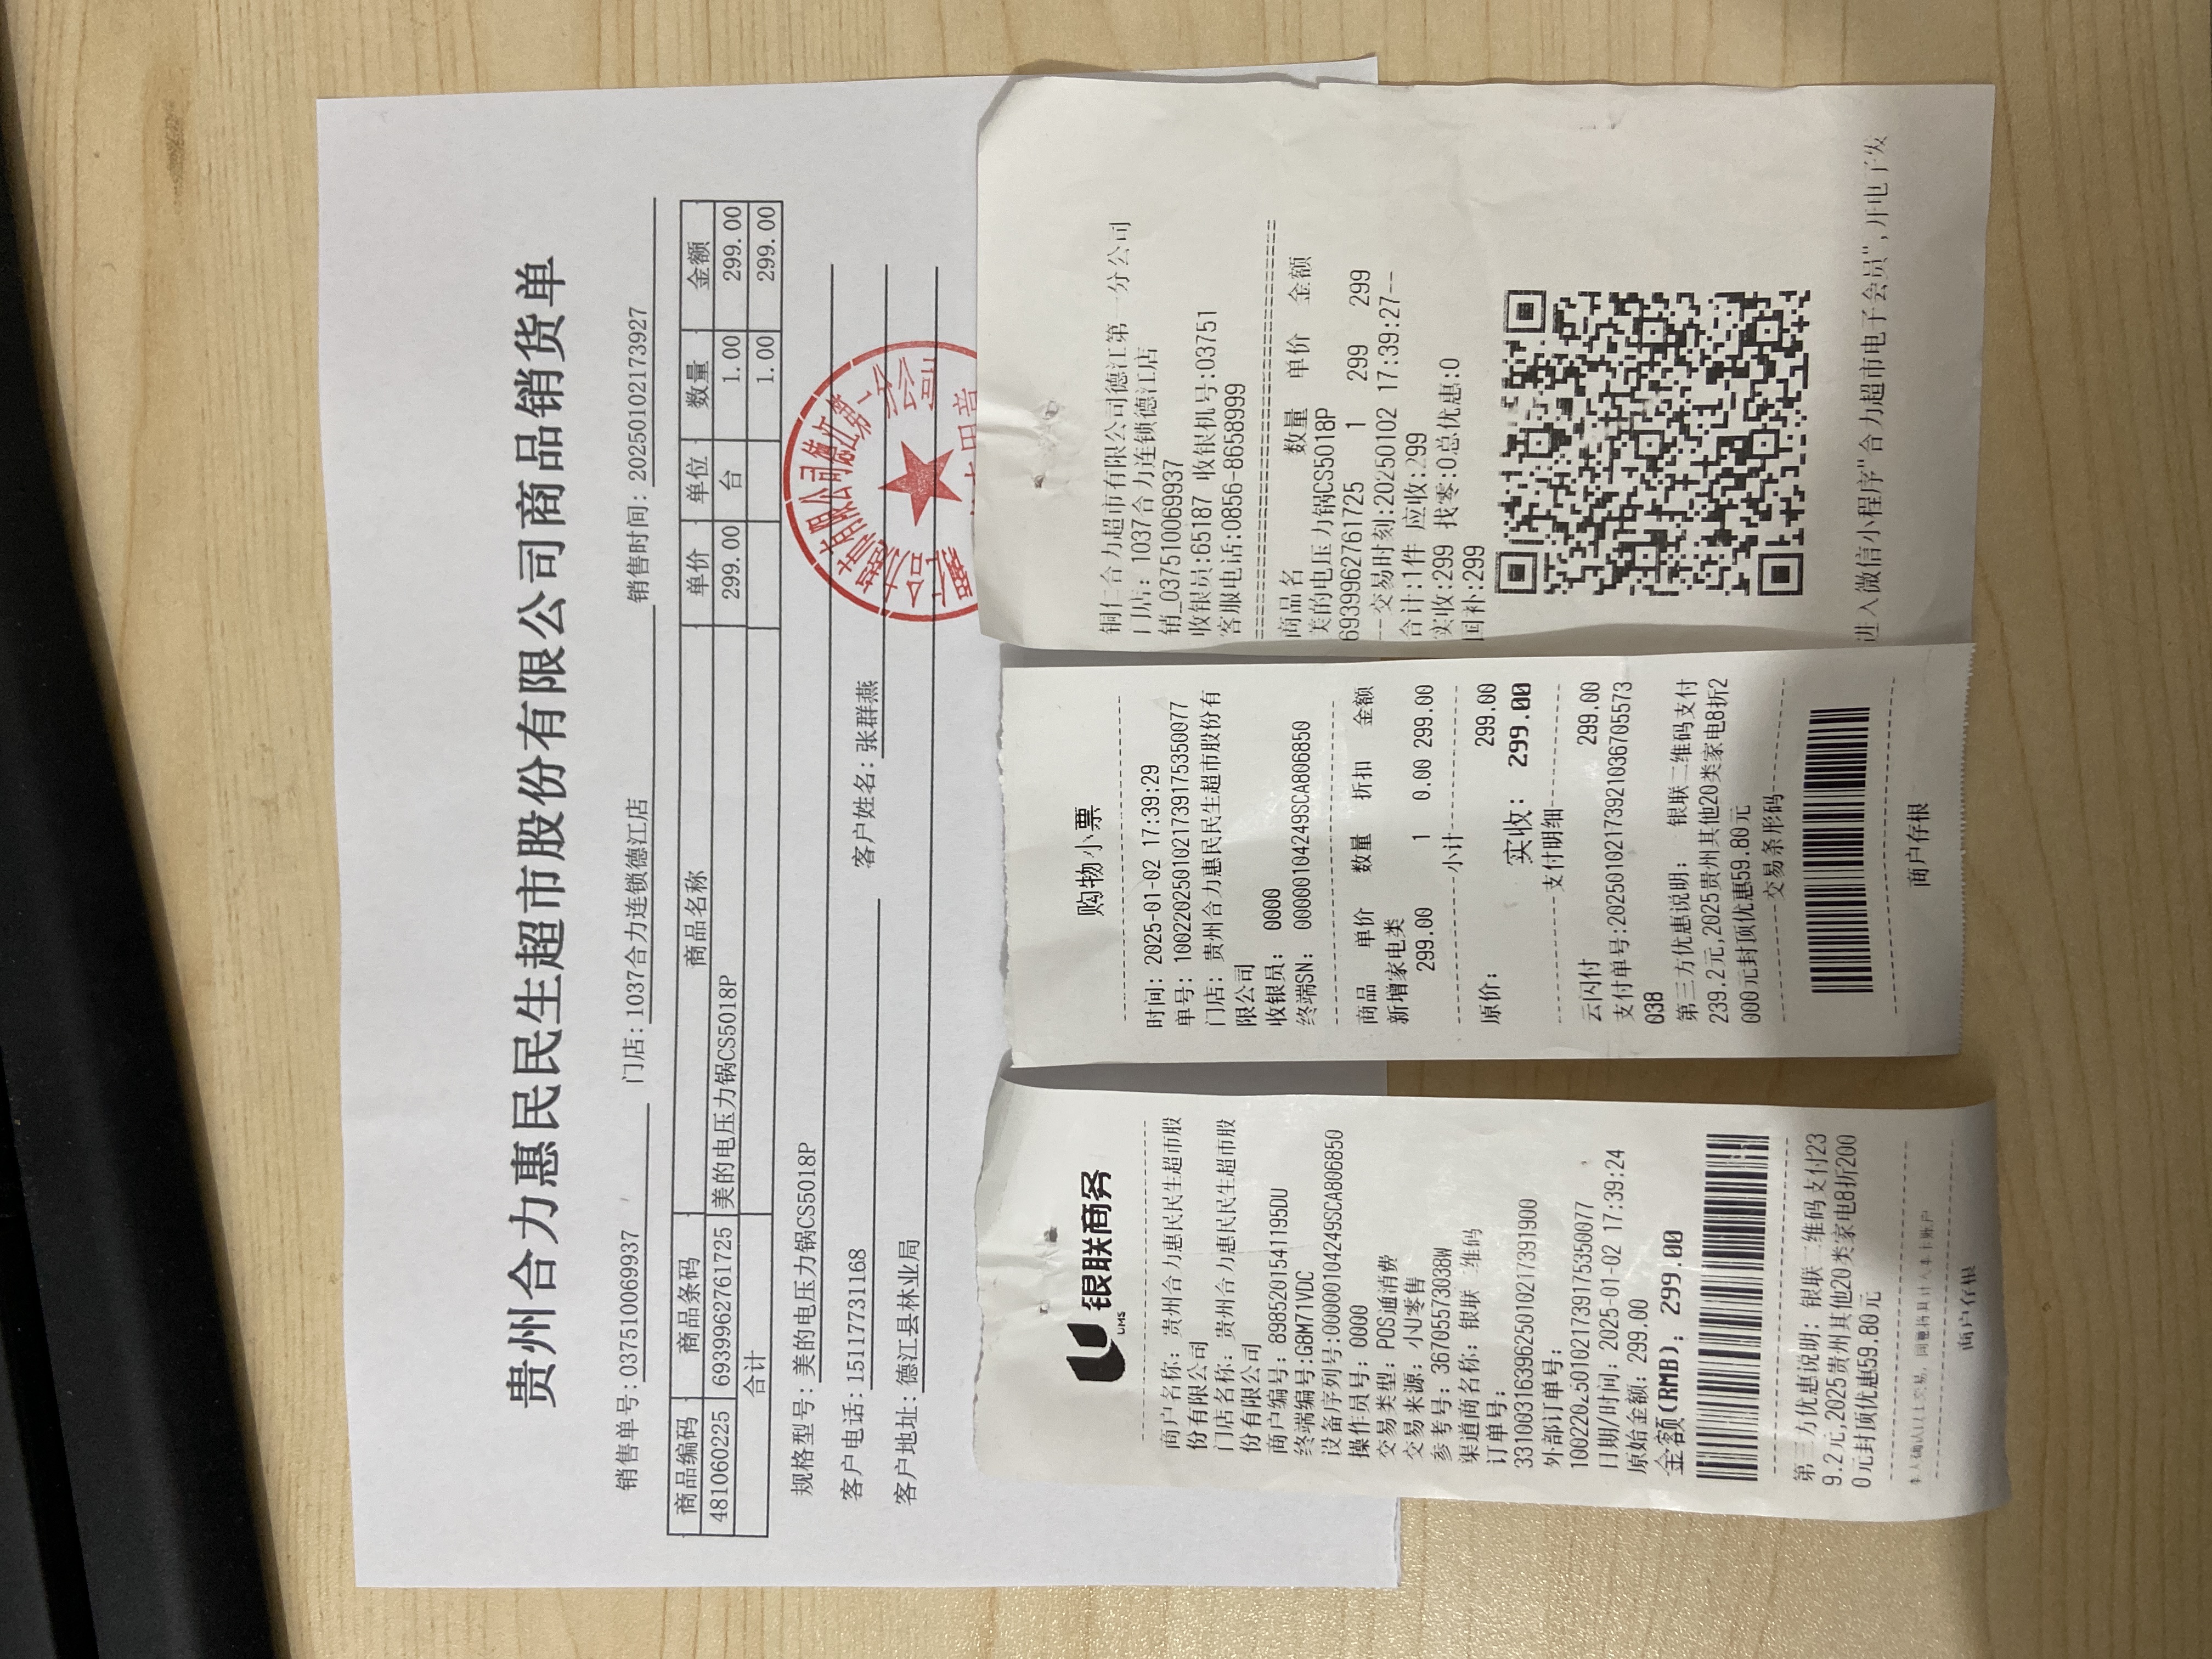 贵州合力惠民民生超市股份有限公司商品销货单
销售单号：037510069937 门店：1037合力连锁德江店 销售时间：20250102173927
商品编码 商品条码 商品名称 单价 单位 数量 金额
481060225 6939962761725 美的电压力锅CS5018P 299.00 台 1.00 299.00
合计 1.00 299.00
规格型号：美的电压力锅CS5018P
客户电话：15117731168 客户姓名：张群燕
客户地址：德江县林业局
银联商务
UMS
商户名称：贵州合力惠民民生超市股
份有限公司
门店名称：贵州合力惠民民生超市股
份有限公司
商户编号：8985201541195DU
终端编号:GBM71VDC
设备序列号:00000104249SCA806850
操作员号：0000
交易类型：POS通消费
交易来源：小U零售
参考号：36705573038W
渠道商名称：银联二维码
订单号：
33100316396250102173919​00
外部订单号：
10022025010217391753500​77
日期/时间：2025-01-02 17:39:24
原始金额：299.00
金额(RMB)：299.00
第三方优惠说明：银联二维码支付23
9.2元,2025贵州其他20类家电8折200
0元封顶优惠59.80元
本人确认以上交易，同意将其计入本卡账户
商户存根
购物小票
时间：2025-01-02 17:39:29
单号：1002202501021739175350077
门店：贵州合力惠民民生超市股份有
限公司
收银员：0000
终端SN：00000104249SCA806850
商品 单价 数量 折扣 金额
新增家电类
299.00 1 0.00 299.00
小计
原价： 299.00
实收：299.00
支付明细
云闪付 299.00
支付单号:20250102173921036705573
038
第三方优惠说明：银联二维码支付
239.2元,2025贵州其他20类家电8折2
000元封顶优惠59.80元
交易条形码
商户存根
铜仁合力超市有限公司德江第一分公司
门店：1037合力连锁德江店
销_037510069937
收银员:65187 收银机号:03751
客服电话:0856-8658999
商品名 数量 单价 金额
美的电压力锅CS5018P
6939962761725 1 299 299
--交易时刻:20250102 17:39:27--
合计:1件 应收:299
实收:299 找零:0总优惠:0
国补:299
进入微信小程序"合力超市电子会员",开电子发